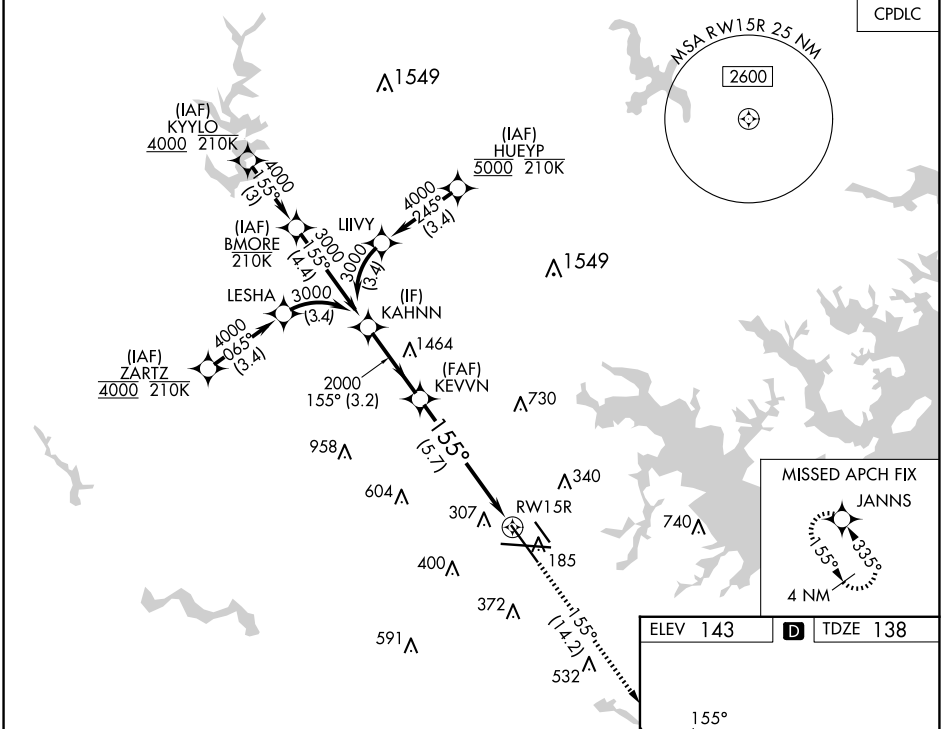 CPDLC
MSA RW15R 25 NM
2600
1549
(IAF)
KYYLO
4000 210K
4000
155°
(3)
(IAF)
HUEYP
5000 210K
4000
245°
(3.4)
LIIVY
(IAF)
BMORE
210K
3000
155°
(4.4)
3000
(3.4)
1549
LESHA
3000
(3.4)
(IF)
KAHNN
4000
065°
(3.4)
(IAF)
ZARTZ
4000 210K
1464
(FAF)
KEVVN
2000
155° (3.2)
730
155°
(5.7)
958
604
340
RW15R
307
740
185
400
372
155°
(14.2)
591
532
MISSED APCH FIX
JANNS
155°
335°
4 NM
ELEV 143 D TDZE 138
155°